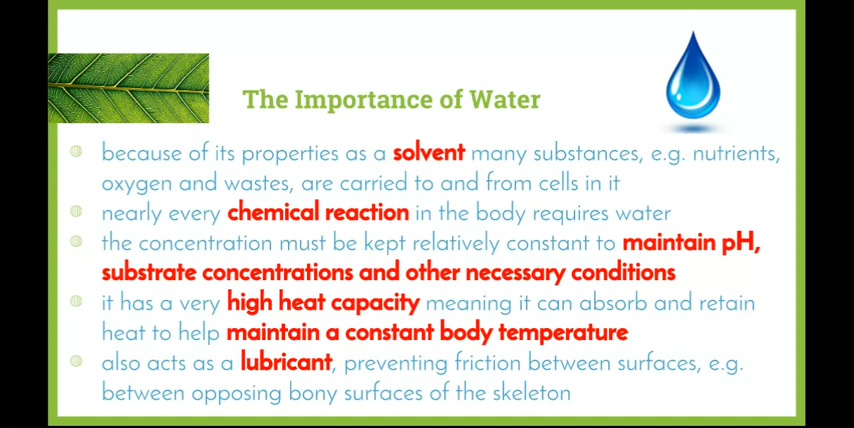 The Importance of Water
because of its properties as a solvent many substances, e.g. nutrients,
oxygen and wastes, are carried to and from cells in it
nearly every chemical reaction in the body requires water
the concentration must be kept relatively constant to maintain pH,
substrate concentrations and other necessary conditions
it has a very high heat capacity meaning it can absorb and retain
heat to help maintain a constant body temperature
also acts as a lubricant, preventing friction between surfaces, e.g.
between opposing bony surfaces of the skeleton